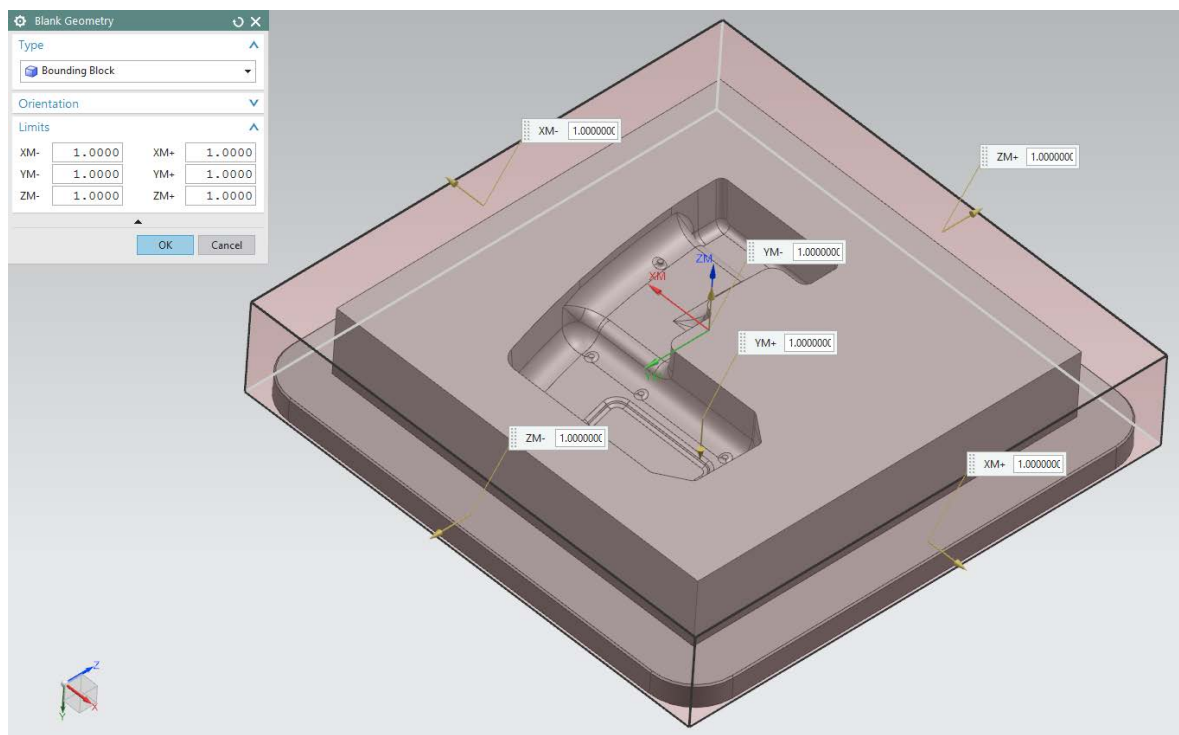 Blank Geometry
Type
Bounding Block
Orientation
Limits
XM- 1.0000 XM+ 1.0000
YM- 1.0000 YM+ 1.0000
ZM- 1.0000 ZM+ 1.0000
OK Cancel
XM- 1.000000
ZM+ 1.000000
YM- 1.000000
ZM
XM
YM+ 1.000000
ZM- 1.000000
XM+ 1.000000
Z
X
Y